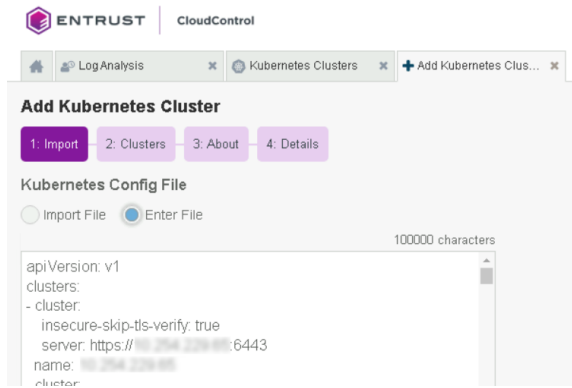 ENTRUST CloudControl
Log Analysis Kubernetes Clusters Add Kubernetes Clus...
Add Kubernetes Cluster
1: Import 2: Clusters 3: About 4: Details
Kubernetes Config File
Import File Enter File
100000 characters
apiVersion: v1
clusters:
- cluster:
insecure-skip-tls-verify: true
server: https:// :6443
name:
cluster: